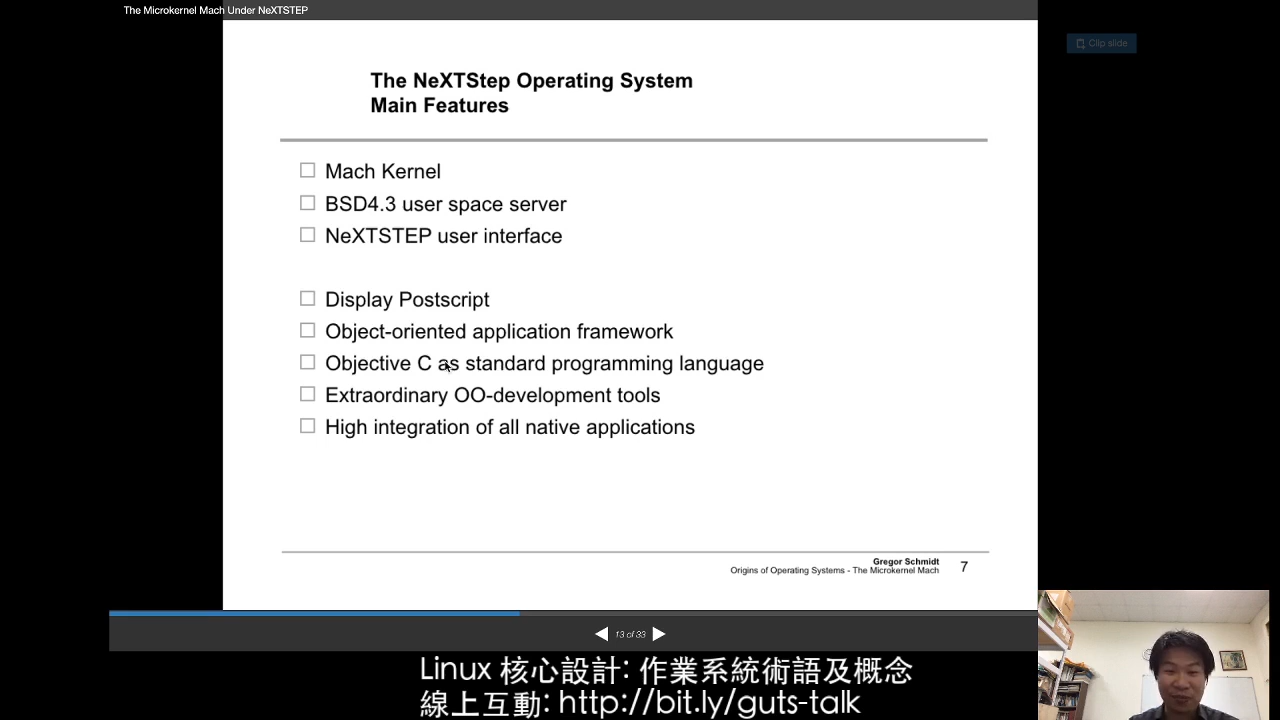 The Microkernel Mach Under NeXTSTEP
Clip slide
The NeXTStep Operating System
Main Features
Mach Kernel
BSD4.3 user space server
NeXTSTEP user interface
Display Postscript
Object-oriented application framework
Objective C as standard programming language
Extraordinary OO-development tools
High integration of all native applications
Gregor Schmidt
Origins of Operating Systems - The Microkernel Mach
7
13 of 33
Linux 核心設計: 作業系統術語及概念
線上互動: http://bit.ly/guts-talk